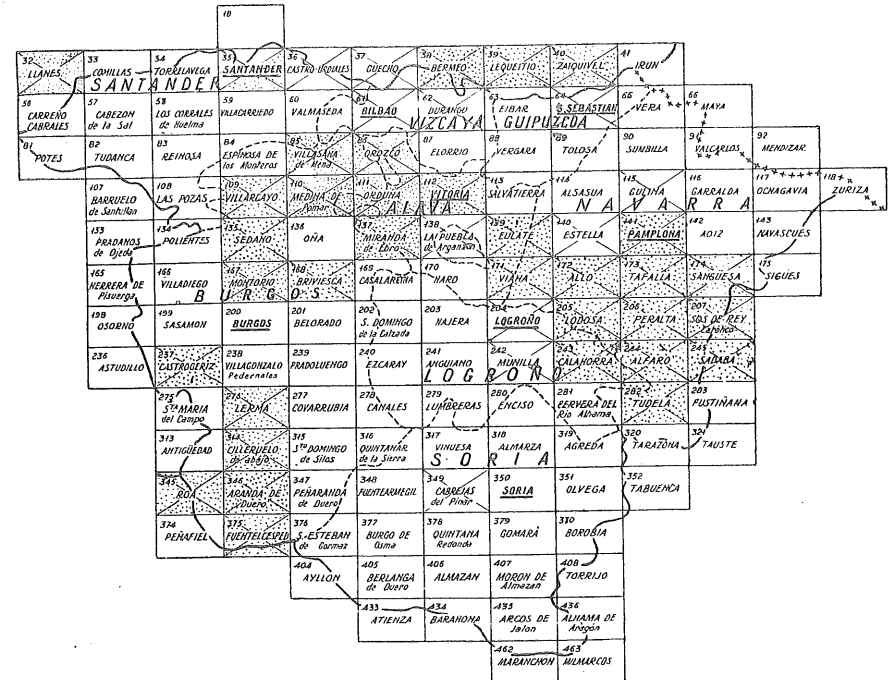 18
32 LLANES 33 COMILLAS 34 TORRELAVEGA 35 SANTANDER 36 CASTRO-URDIALES 37 GUECHO 38 BERMEO 39 LEQUEITIO 40 ZAIQUIVEL 41 IRUN
SANTANDER
56 CARREÑO CABRALES 57 CABEZON de la Sal 58 LOS CORRALES de Huelma 59 VALACARRIEDO 60 VALMASEDA 61 BILBAO 62 DURANGO 63 EIBAR 64 S.SEBASTIAN 65 VERA 66 MAYA
VIZCAYA GUIPUZCOA
81 POTES 82 TUDANCA 83 REINOSA 84 ESPINOSA DE los Monteros 85 VILLASANA de Mena 86 OROZCO 87 ELORRIO 88 VERGARA 89 TOLOSA 90 SUMBILLA 91 VALCARLOS 92 MENDIZAR.
107 BARRUELO de Santullan 108 LAS POZAS 109 VILLARCAYO 110 MEDINA DE Pomar 111 ORDUÑA 112 VITORIA 113 SALVATIERRA 114 ALSASUA 115 GULINA 116 GARRALDA 117 OCHAGAVIA 118 ZURIZA
ALAVA NAVARRA
133 PRADANOS de Ojeda 134 POLIENTES 135 SEDANO 136 OÑA 137 MIRANDA de Ebro 138 LA PUEBLA de Arganzon 139 EULATE 140 ESTELLA 141 PAMPLONA 142 AOIZ 143 NAVASCUES
165 HERRERA DE Pisuerga 166 VILLADIEGO 167 MONTORIO 168 BRIVIESCA 169 CASALAREINA 170 HARO 171 VIANA 172 ALLO 173 TAFALLA 174 SANGÜESA 175 SIGUES
BURGOS
198 OSORNO 199 SASAMON 200 BURGOS 201 BELORADO 202 S. DOMINGO de la Calzada 203 NAJERA 204 LOGROÑO 205 LODOSA 206 PERALTA 207 SOS DE REY Católico
236 ASTUDILLO 237 CASTROGERIZ 238 VILLAGONZALO Pedernales 239 PRADOLUENGO 240 EZCARAY 241 ANGUIANO 242 MUNILLA 243 CALAHORRA 244 ALFARO 245 SADABA
LOGROÑO
275 Sta MARIA del Campo 276 LERMA 277 COVARRUBIA 278 CANALES 279 LUMBRERAS 280 ENCISO 281 CERVERA DEL Rio Alhama 282 TUDELA 283 FUSTIÑANA
313 ANTIGÜEDAD 314 CILLERUELO de abajo 315 Sto DOMINGO de Silos 316 QUINTANAR de la Sierra 317 VINUESA 318 ALMARZA 319 AGREDA 320 TARAZONA 321 TAUSTE
SORIA
345 ROA 346 ARANDA DE Duero 347 PEÑARANDA de Duero 348 FUENTEARMEGIL 349 CABREJAS del Pinar 350 SORIA 351 OLVEGA 352 TABUENCA
374 PEÑAFIEL 375 FUENTELCESPED 376 S. ESTEBAN de Gormaz 377 BURGO DE Osma 378 QUINTANA Redonda 379 GOMARÁ 380 BOROBIA
404 AYLLON 405 BERLANGA de Duero 406 ALMAZAN 407 MORON DE Almazan 408 TORRIJO
433 ATIENZA 434 BARAHONA 435 ARCOS DE Jalon 436 ALHAMA DE Aragón
462 MARANCHON 463 MILMARCOS